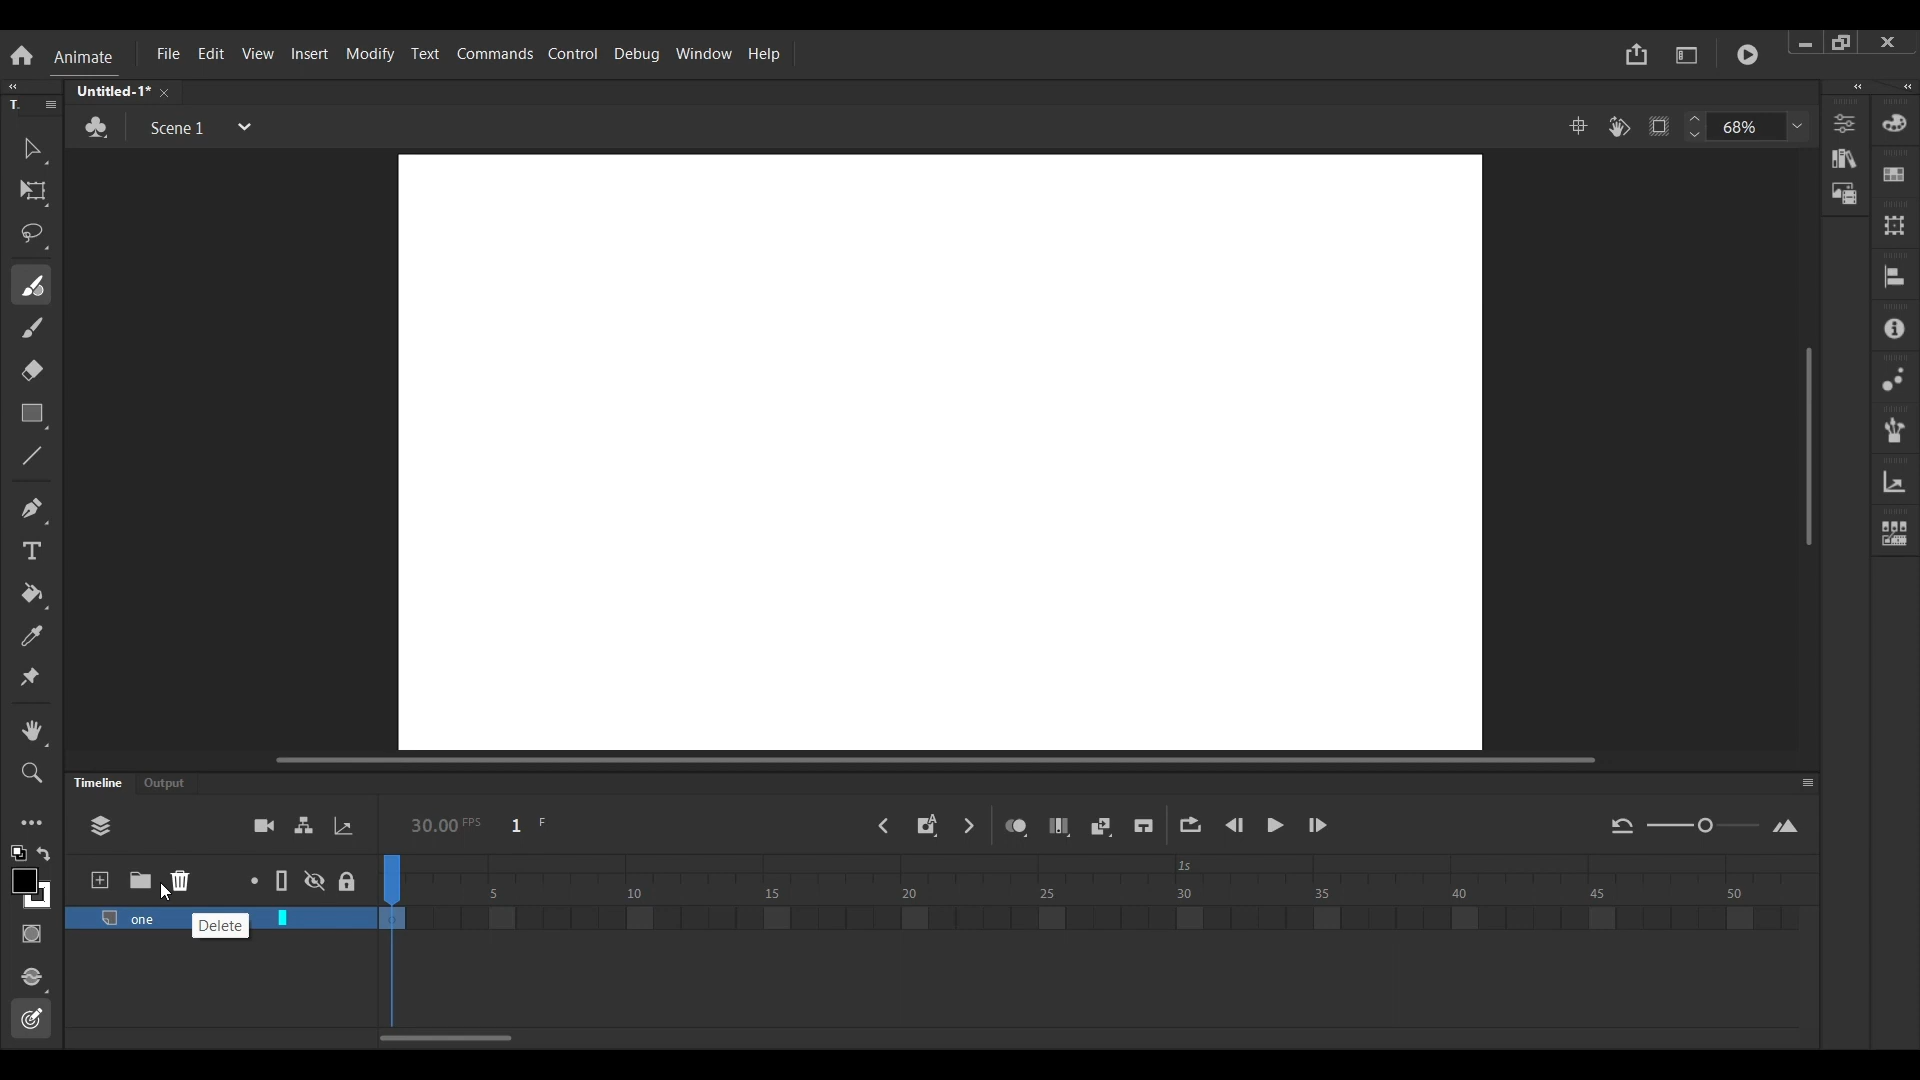 Animate File Edit View Insert Modify Text Commands Control Debug Window Help
T.
Untitled-1*
Scene 1
68%
Timeline Output
30.00 FPS 1 F
1s
5 10 15 20 25 30 35 40 45 50
one
Delete